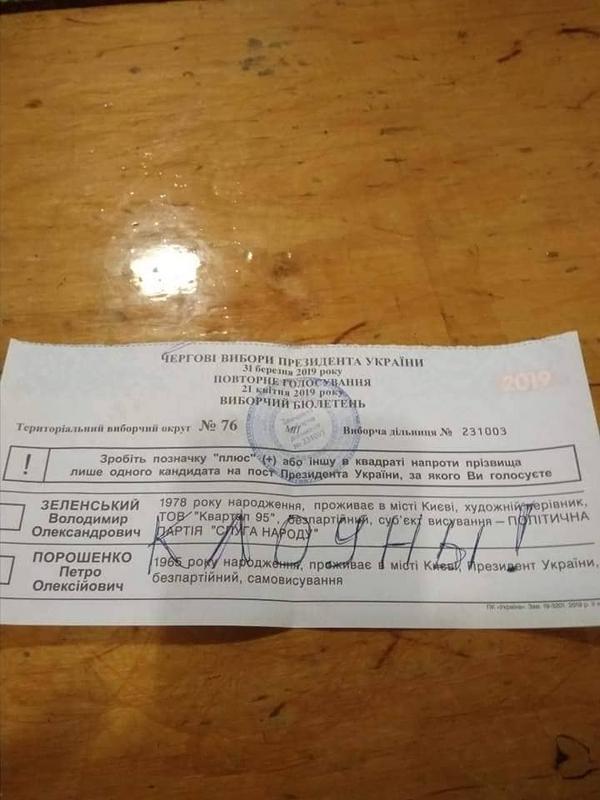 ЧЕРГОВІ ВИБОРИ ПРЕЗИДЕНТА УКРАЇНИ
31 березня 2019 року
ПОВТОРНЕ ГОЛОСУВАННЯ
21 квітня 2019 року
ВИБОРЧИЙ БЮЛЕТЕНЬ
2019
Територіальний виборчий округ № 76
Виборча дільниця № 231003
! Зробіть позначку "плюс" (+) або іншу в квадраті напроти прізвища
лише одного кандидата на пост Президента України, за якого Ви голосуєте
ЗЕЛЕНСЬКИЙ
Володимир
Олександрович
1978 року народження, проживає в місті Києві, художній керівник,
ТОВ "Квартал 95", безпартійний, суб'єкт висування – ПОЛІТИЧНА
ПАРТІЯ "СЛУГА НАРОДУ"
КЛОУНЫ!
ПОРОШЕНКО
Петро
Олексійович
1965 року народження, проживає в місті Києві, Президент України,
безпартійний, самовисування